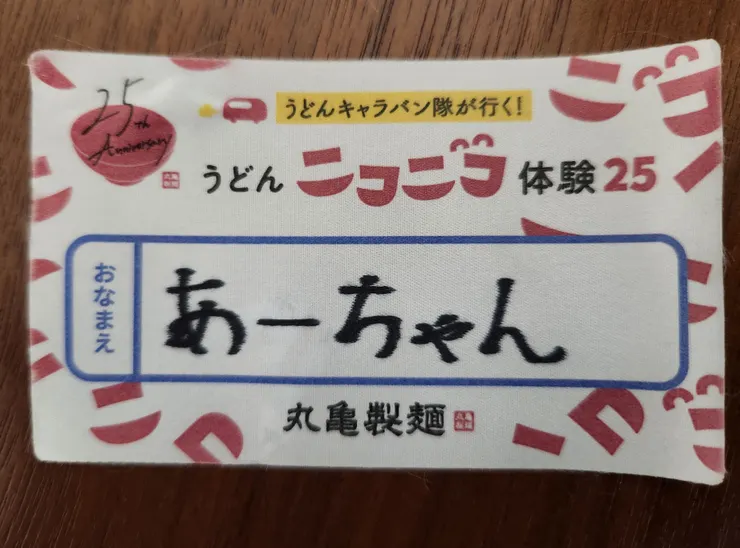 25th
Anniversary
うどんキャラバン隊が行く!
うどんニコニコ体験25
おなまえ
あーちゃん
丸亀製麺